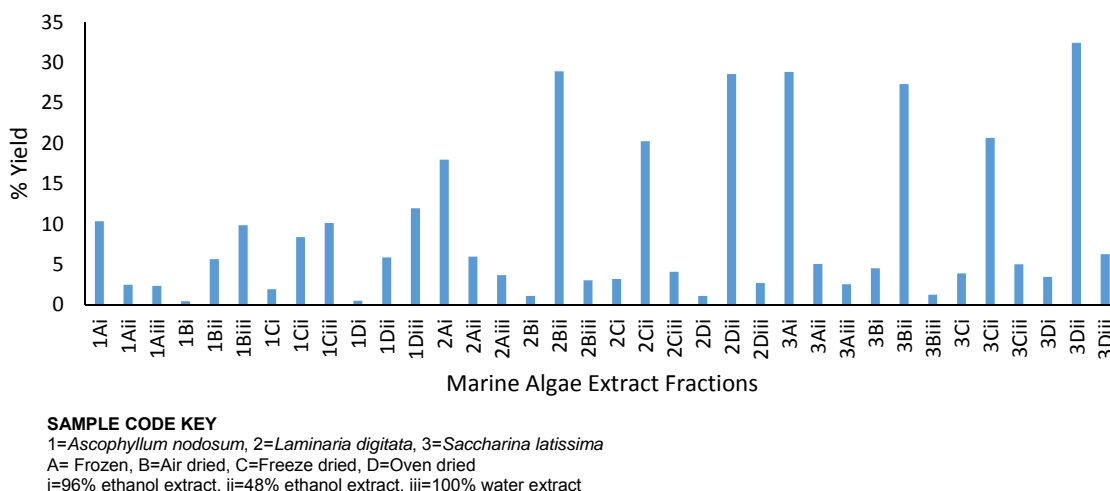 35
30
25
20
15
10
5
0
% Yield
1Ai 1Aii 1Aiii 1Bi 1Bii 1Biii 1Ci 1Cii 1Ciii 1Di 1Dii 1Diii 2Ai 2Aii 2Aiii 2Bi 2Bii 2Biii 2Ci 2Cii 2Ciii 2Di 2Dii 2Diii 3Ai 3Aii 3Aiii 3Bi 3Bii 3Biii 3Ci 3Cii 3Ciii 3Di 3Dii 3Diii
Marine Algae Extract Fractions
SAMPLE CODE KEY
1=Ascophyllum nodosum, 2=Laminaria digitata, 3=Saccharina latissima
A= Frozen, B=Air dried, C=Freeze dried, D=Oven dried
i=96% ethanol extract, ii=48% ethanol extract, iii=100% water extract